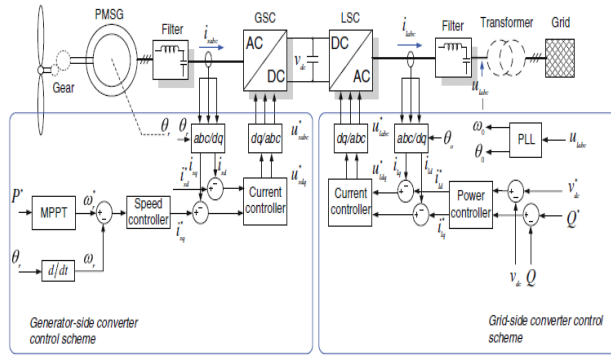 PMSG
Filter
GSC
LSC
Filter
Transformer
Grid
i_sabc
i_labc
AC
DC
v_dc
DC
AC
Gear
u_labc
θ_r
θ_r
abc/dq
dq/abc
u*_sabc
dq/abc
u*_labc
abc/dq
θ_o
ω_0
θ_0
PLL
u_labc
i_sq
i_sd
i*_sd
u*_sdq
u*_ldq
i_lq
i_ld
i*_ld
P*
MPPT
ω*_r
Speed
controller
i*_sq
Current
controller
Current
controller
i*_lq
Power
controller
v*_dc
Q*
θ_r
d/dt
ω_r
v_dc
Q
Generator-side converter
control scheme
Grid-side converter control
scheme